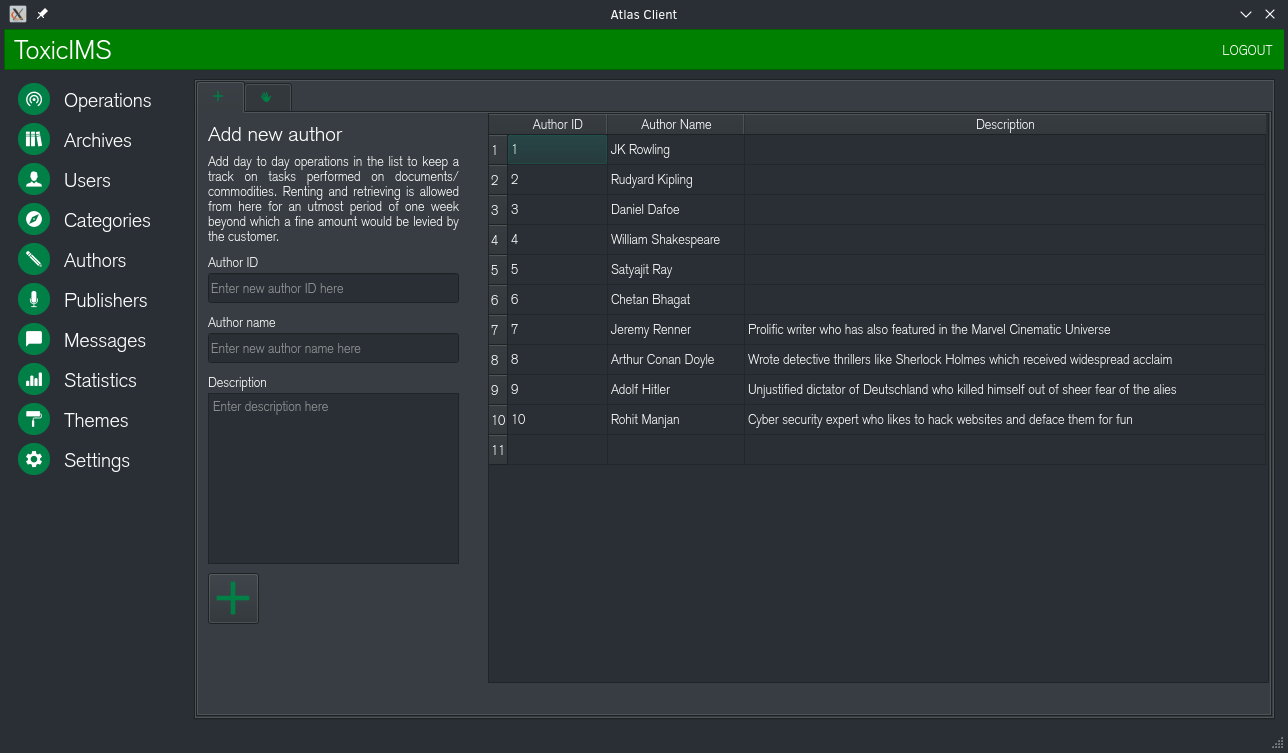 Atlas Client
ToxicIMS
LOGOUT
Operations
Archives
Users
Categories
Authors
Publishers
Messages
Statistics
Themes
Settings
Add new author
Add day to day operations in the list to keep a
track on tasks performed on documents/
commodities. Renting and retrieving is allowed
from here for an utmost period of one week
beyond which a fine amount would be levied by
the customer.
Author ID
Enter new author ID here
Author name
Enter new author name here
Description
Enter description here
Author ID Author Name Description
1 1 JK Rowling
2 2 Rudyard Kipling
3 3 Daniel Dafoe
4 4 William Shakespeare
5 5 Satyajit Ray
6 6 Chetan Bhagat
7 7 Jeremy Renner Prolific writer who has also featured in the Marvel Cinematic Universe
8 8 Arthur Conan Doyle Wrote detective thrillers like Sherlock Holmes which received widespread acclaim
9 9 Adolf Hitler Unjustified dictator of Deutschland who killed himself out of sheer fear of the alies
10 10 Rohit Manjan Cyber security expert who likes to hack websites and deface them for fun
11